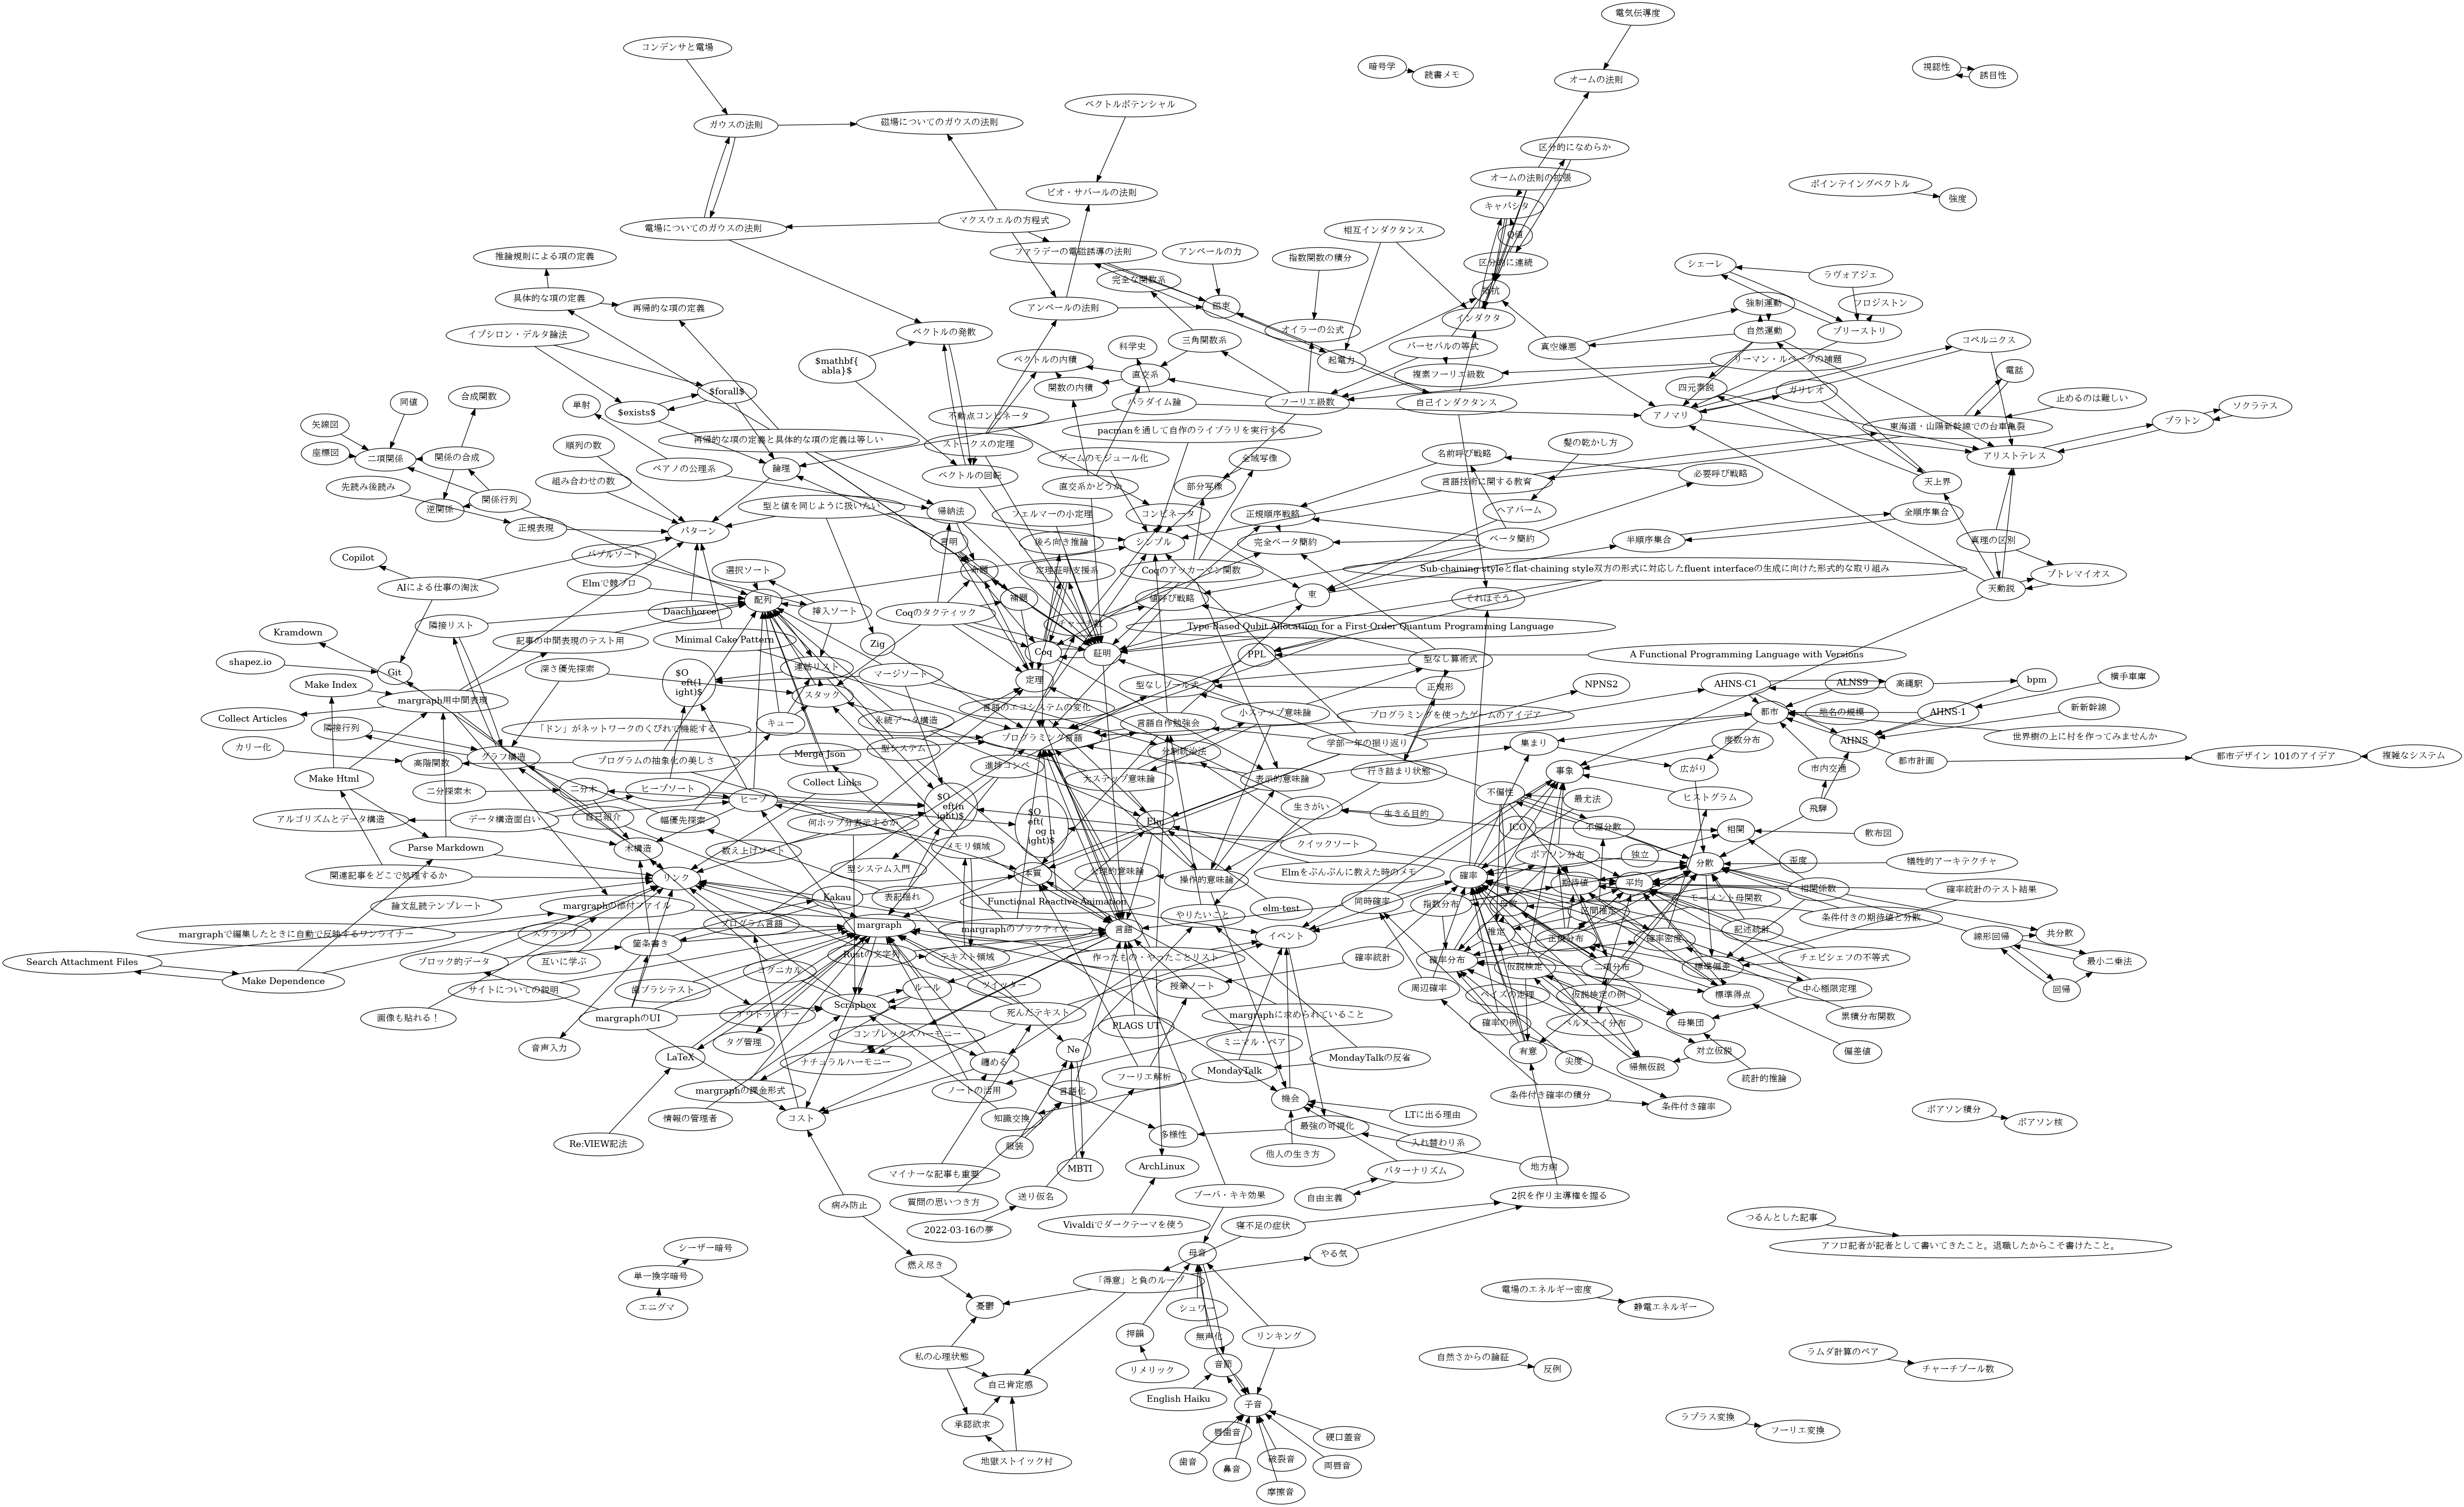 電気伝導度
コンデンサと電場
暗号学
読書メモ
視認性
誘目性
オームの法則
ベクトルポテンシャル
ガウスの法則
磁場についてのガウスの法則
区分的になめらか
オームの法則の拡張
ビオ・サバールの法則
ポインティングベクトル
強度
キャパシタ
Q値
マクスウェルの方程式
電場についてのガウスの法則
相互インダクタンス
ファラデーの電磁誘導の法則
アンペールの力
指数関数の積分
推論規則による項の定義
区分的に連続
シェーレ
ラヴォアジェ
完全な関数系
具体的な項の定義
再帰的な項の定義
アンペールの法則
磁束
抵抗
強制運動
フロジストン
インダクタ
イプシロン・デルタ論法
ベクトルの発散
オイラーの公式
自然運動
プリーストリ
科学史
三角関数系
バーセバルの等式
真空嫌悪
コペルニクス
$mathbf{
abla}$
ベクトルの内積
起電力
リーマン・ルベーグの補題
直交系
複素フーリエ級数
電話
関数の内積
四元素説
ガリレオ
$forall$
合成関数
同値
単射
$exists$
不動点コンビネータ
パラダイム論
フーリエ級数
自己インダクタンス
アノマリ
止めるのは難しい
ソクラテス
プラトン
矢線図
pacmanを通して自作のライブラリを実行する
東海道・山陽新幹線での台車亀裂
座標図
二項関係
関係の合成
順列の数
再帰的な項の定義と具体的な項の定義は等しい
ストークスの定理
ゲームのモジュール化
全域写像
名前呼び戦略
髪の乾かし方
アリストテレス
論理
ペアノの公理系
ベクトルの回転
必要呼び戦略
組み合わせの数
先読み後読み
関係行列
直交系かどうか
部分写像
言語技術に関する教育
天上界
逆関係
正規表現
型と値を同じように扱いたい
帰納法
フェルマーの小定理
コンビネータ
正規順序戦略
ヘアバーム
全順序集合
パターン
言明
後ろ向き推論
シンプル
完全ベータ簡約
ベータ簡約
半順序集合
真理の区別
Copilot
バブルソート
選択ソート
命題
定理証明支援系
Coqのアッカーマン関数
Sub-chaining styleとflat-chaining style双方の形式に対応したfluent interfaceの生成に向けた形式的な取り組み
プトレマイオス
AIによる仕事の淘汰
Elmで競プロ
配列
挿入ソート
Coqのタクティック
補題
値呼び戦略
束
それはそう
天動説
Daachhorce
隣接リスト
Kramdown
記事の中間表現のテスト用
Minimal Cake Pattern
チャーチ数
Type-Based Qubit Allocatiion for a First-Order Quantum Programming Language
Zig
Coq
証明
PPL
型なし算術式
A Functional Programming Language with Versions
shapez.io
Git
深さ優先探索
連結リスト
マージソート
Make Index
margraph用中間表現
$O
eft(1
ight)$
スタック
定理
型なしブール式
正規形
NPNS2
AHNS-C1
ALNS9
高縄駅
bpm
横手車庫
Collect Articles
言語のエコシステムの変化
小ステップ意味論
プログラミングを使ったゲームのアイデア
都市
地名の規模
AHNS-1
新新幹線
隣接行列
「ドン」がネットワークのくびれで機能する
キュー
永続データ構造
言語自作勉強会
プログラミング言語
世界樹の上に村を作ってみませんか
カリー化
グラフ構造
型システム
Merge Json
分割統治法
学部一年の振り返り
集まり
度数分布
AHNS
高階関数
プログラムの抽象化の美しさ
進捗コンペ
広がり
市内交通
都市計画
都市デザイン 101のアイデア
複雑なシステム
Make Html
Collect Links
大ステップ意味論
表示的意味論
行き詰まり状態
事象
二分探索木
二分木
ヒープソート
ヒープ
$O
eft(n
ight)$
不偏性
最尤法
ヒストグラム
飛騨
アルゴリズムとデータ構造
データ構造面白い
自己紹介
幅優先探索
何ホップ分表示するか
$O
eft(
og n
ight)$
Elm
生きがい
生きる目的
JCO
不偏分散
相関
散布図
Parse Markdown
木構造
数え上げソート
メモリ領域
クイックソート
ポアソン分布
独立
分散
歪度
犠牲的アーキテクチャ
関連記事をどこで処理するか
リンク
型システム入門
本質
公理的意味論
操作的意味論
Elmをぶんぶんに教えた時のメモ
確率
期待値
平均
相関係数
確率統計のテスト結果
論文乱読テンプレート
margraphの添付ファイル
Kakau
表記揺れ
Functional Reactive Animation
やりたいこと
elm-test
同時確率
指数分布
母数
区間推定
モーメント母関数
条件付きの期待値と分散
margraphで編集したときに自動で反映するワンライナー
スクラップ
プログラム言語
margraph
margraphのブックディス
言語
イベント
推定
正規分布
確率密度
記述統計
線形回帰
共分散
箇条書き
Search Attachment Files
ブロック的データ
互いに学ぶ
Rustの文字列
テキスト領域
作ったもの・やったことリスト
確率統計
確率分布
仮説検定
二項分布
標準偏差
チェビシェフの不等式
最小二乗法
Make Dependence
サイトについての説明
歯ブラシテスト
コグニカル
ルール
ツイッター
授業ノート
周辺確率
ベイズの定理
仮説検定の例
標準得点
中心極限定理
回帰
画像も貼れる！
margraphのUI
アウトライナー
Scrapbox
死んだテキスト
margraphに求められていること
確率の例
ベルヌーイ分布
母集団
累積分布関数
音声入力
タグ管理
コンプレックスハーモニー
PLAGS UT
ミニマル・ペア
LaTeX
ナチュラルハーモニー
纏める
Ne
MondayTalkの反省
有意
尖度
対立仮説
偏差値
帰無仮説
margraphの課金形式
ノートの活用
フーリエ解析
MondayTalk
統計的推論
情報の管理者
コスト
知識交換
言語化
機会
LTに出る理由
条件付き確率の積分
条件付き確率
ポアソン積分
ポアソン核
Re:VIEW記法
服装
多様性
最強の可視化
入れ替わり系
マイナーな記事も重要
MBTI
ArchLinux
他人の生き方
パターナリズム
地方病
質問の思いつき方
送り仮名
自由主義
2択を作り主導権を握る
病み防止
ブーバ・キキ効果
2022-03-16の夢
Vivaldiでダークテーマを使う
寝不足の症状
つるんとした記事
アフロ記者が記者として書いてきたこと。退職したからこそ書けたこと。
シーザー暗号
母音
やる気
単一換字暗号
燃え尽き
「得意」と負のループ
エニグマ
憂鬱
シュワー
電場のエネルギー密度
静電エネルギー
押韻
無声化
リンキング
私の心理状態
リメリック
音節
自然さからの論証
反例
ラムダ計算のペア
チャーチブール数
自己肯定感
English Haiku
子音
承認欲求
唇歯音
硬口蓋音
ラプラス変換
フーリエ変換
地獄ストイック村
歯音
鼻音
破裂音
両唇音
摩擦音